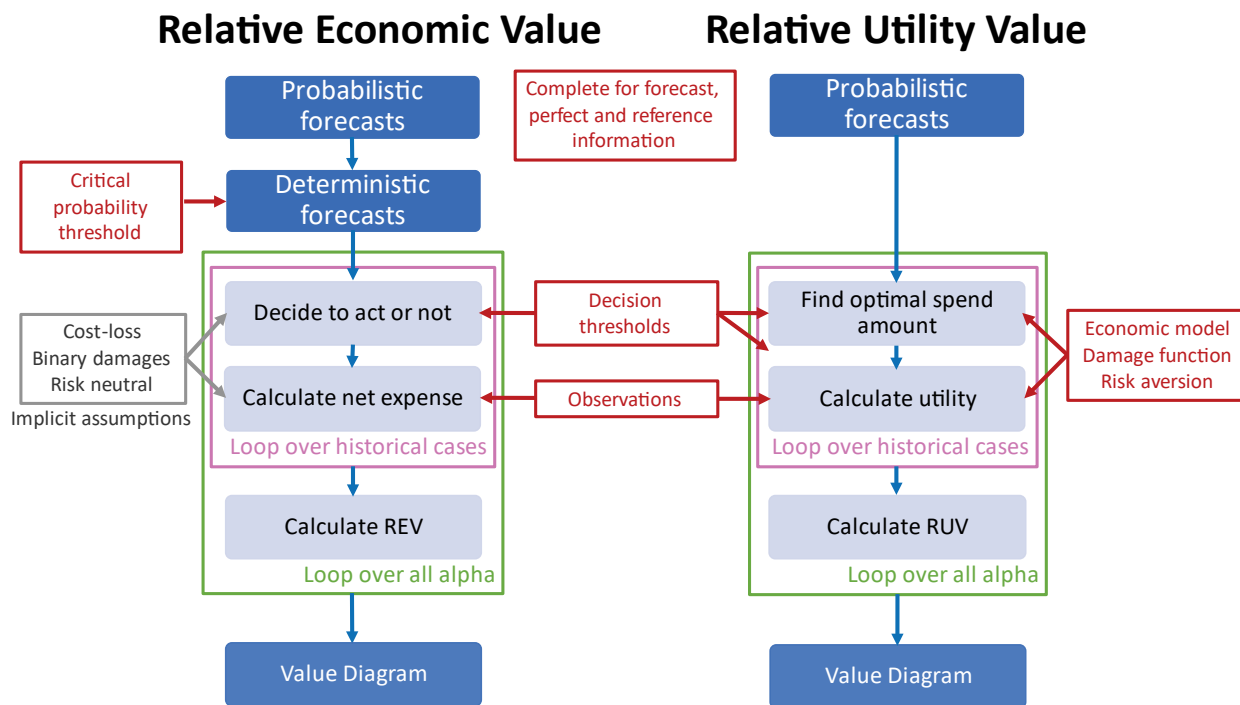 Relative Economic Value
Relative Utility Value
Probabilistic
forecasts
Complete for forecast,
perfect and reference
information
Probabilistic
forecasts
Critical
probability
threshold
Deterministic
forecasts
Decide to act or not
Decision
thresholds
Find optimal spend
amount
Cost-loss
Binary damages
Risk neutral
Implicit assumptions
Economic model
Damage function
Risk aversion
Calculate net expense
Observations
Calculate utility
Loop over historical cases
Loop over historical cases
Calculate REV
Calculate RUV
Loop over all alpha
Loop over all alpha
Value Diagram
Value Diagram